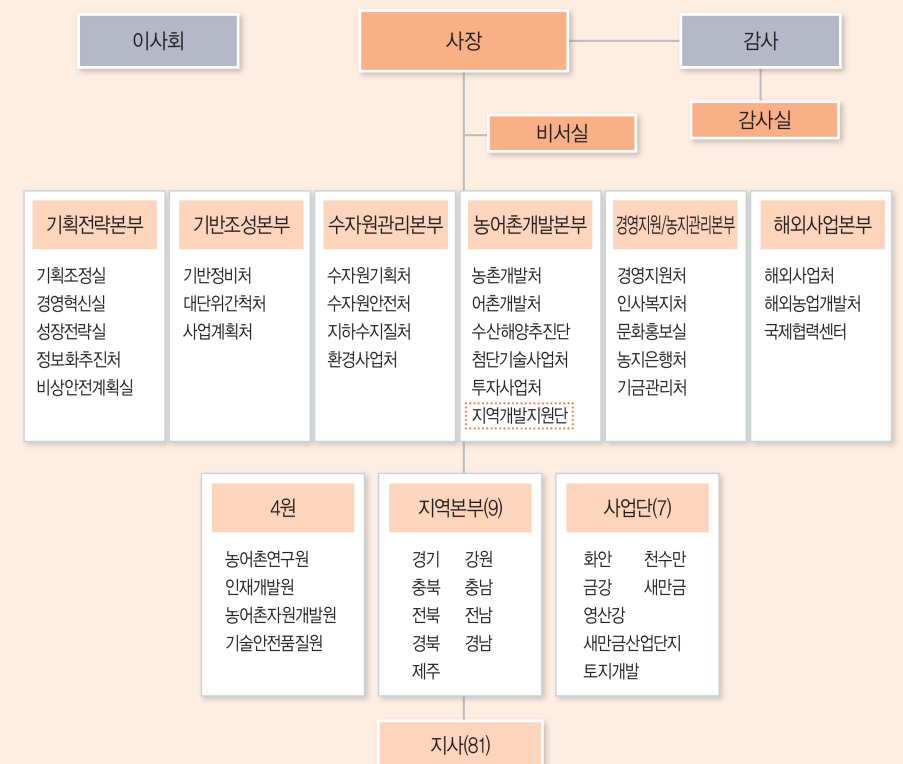 이사회
사장
감사
비서실
감사실
기획전략본부
기획조정실
경영혁신실
성장전략실
정보화추진처
비상안전계획실
기반조성본부
기반정비처
대단위간척처
사업계획처
수자원관리본부
수자원기획처
수자원안전처
지하수지질처
환경사업처
농어촌개발본부
농촌개발처
어촌개발처
수산해양추진단
첨단기술사업처
투자사업처
지역개발지원단
경영지원/농지관리본부
경영지원처
인사복지처
문화홍보실
농지은행처
기금관리처
해외사업본부
해외사업처
해외농업개발처
국제협력센터
4원
농어촌연구원
인재개발원
농어촌자원개발원
기술안전품질원
지역본부(9)
경기 강원
충북 충남
전북 전남
경북 경남
제주
사업단(7)
화안 천수만
금강 새만금
영산강
새만금산업단지
토지개발
지사(81)